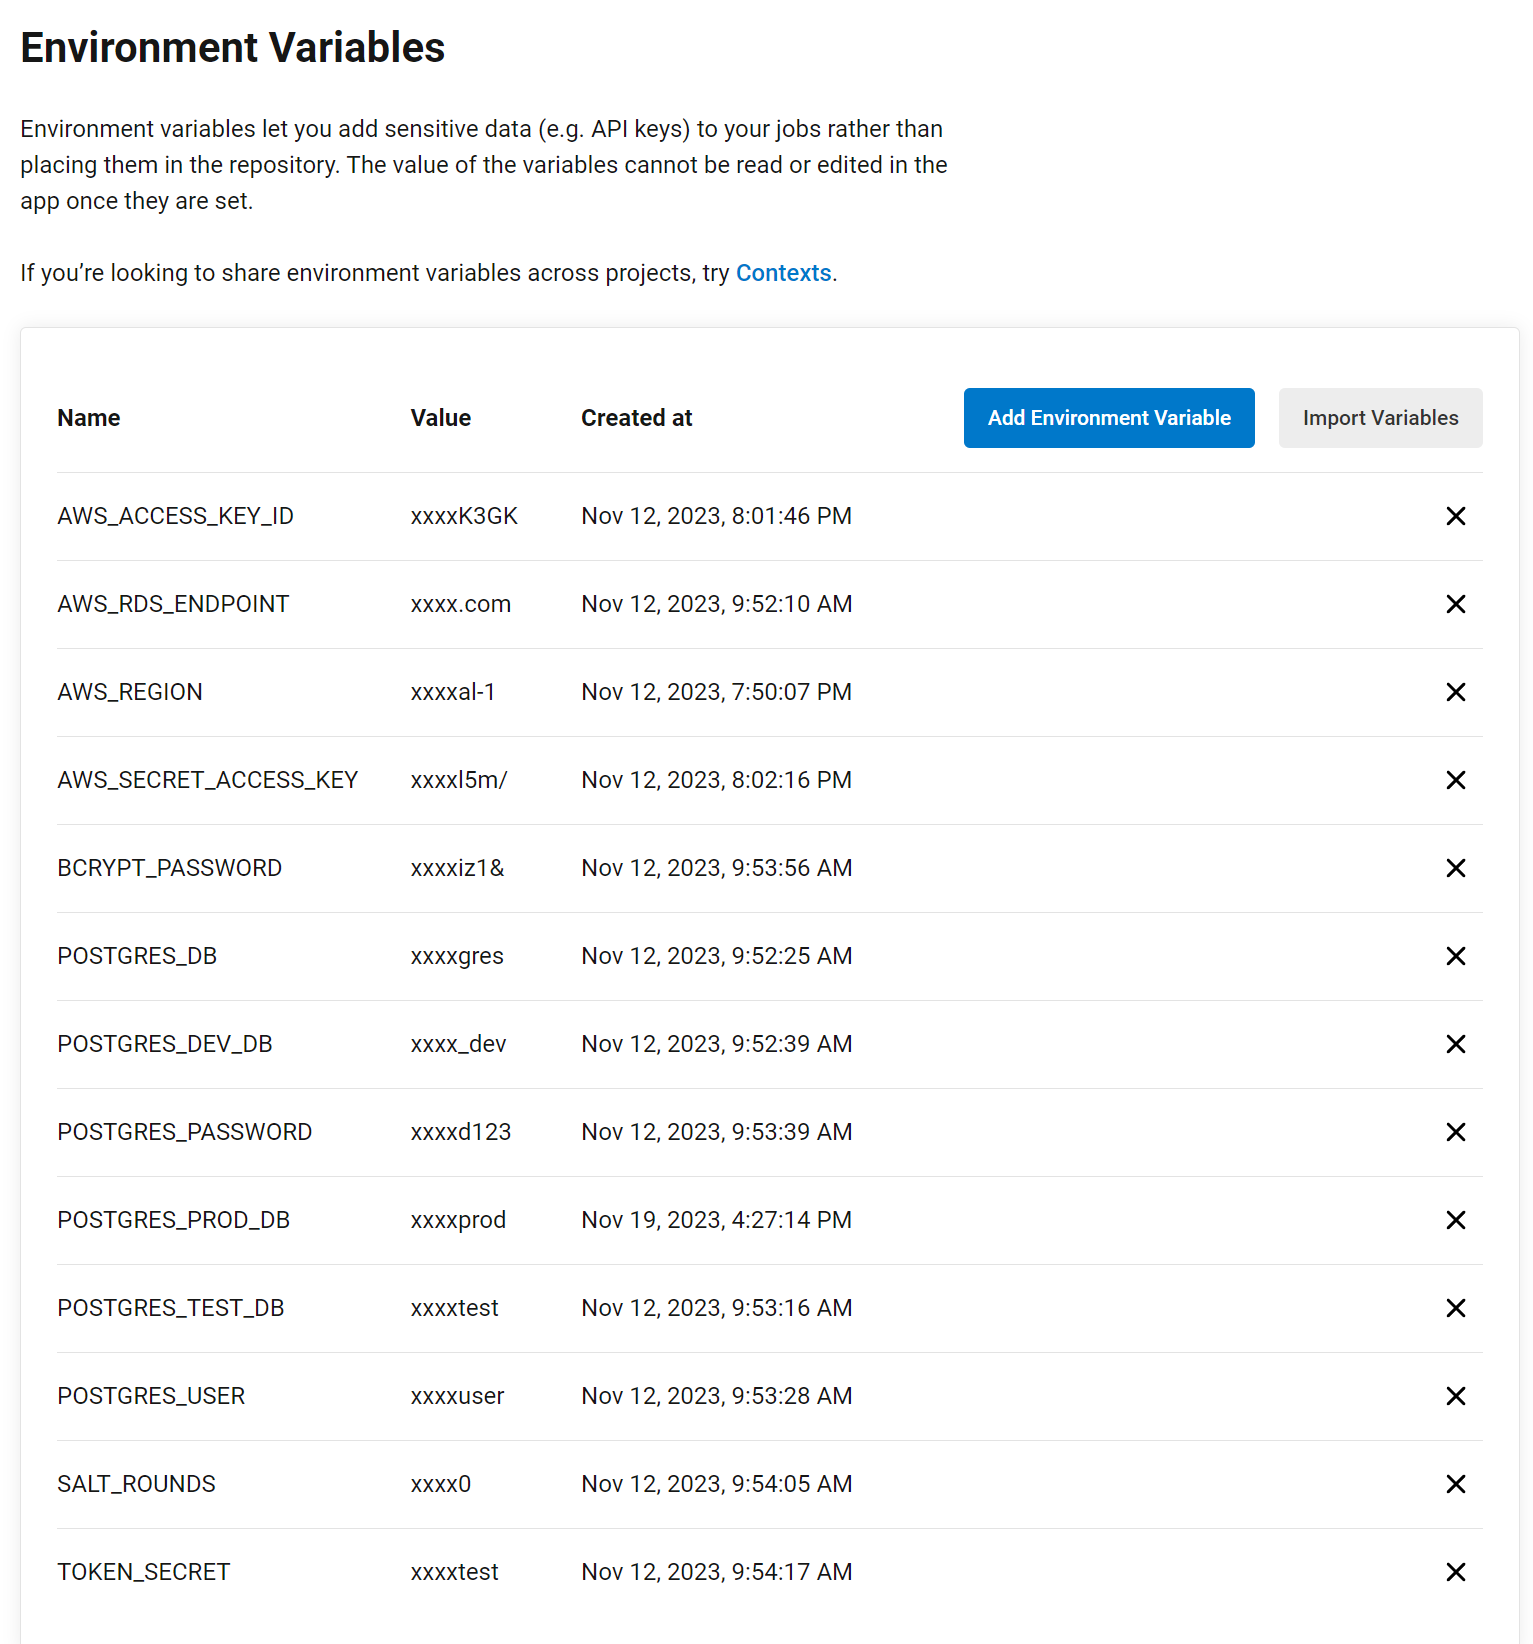 Environment Variables
Environment variables let you add sensitive data (e.g. API keys) to your jobs rather than
placing them in the repository. The value of the variables cannot be read or edited in the
app once they are set.
If you’re looking to share environment variables across projects, try Contexts.
Name Value Created at Add Environment Variable Import Variables
AWS_ACCESS_KEY_ID xxxxK3GK Nov 12, 2023, 8:01:46 PM
AWS_RDS_ENDPOINT xxxx.com Nov 12, 2023, 9:52:10 AM
AWS_REGION xxxxal-1 Nov 12, 2023, 7:50:07 PM
AWS_SECRET_ACCESS_KEY xxxxl5m/ Nov 12, 2023, 8:02:16 PM
BCRYPT_PASSWORD xxxxiz1& Nov 12, 2023, 9:53:56 AM
POSTGRES_DB xxxxgres Nov 12, 2023, 9:52:25 AM
POSTGRES_DEV_DB xxxx_dev Nov 12, 2023, 9:52:39 AM
POSTGRES_PASSWORD xxxxd123 Nov 12, 2023, 9:53:39 AM
POSTGRES_PROD_DB xxxxprod Nov 19, 2023, 4:27:14 PM
POSTGRES_TEST_DB xxxxtest Nov 12, 2023, 9:53:16 AM
POSTGRES_USER xxxxuser Nov 12, 2023, 9:53:28 AM
SALT_ROUNDS xxxx0 Nov 12, 2023, 9:54:05 AM
TOKEN_SECRET xxxxtest Nov 12, 2023, 9:54:17 AM